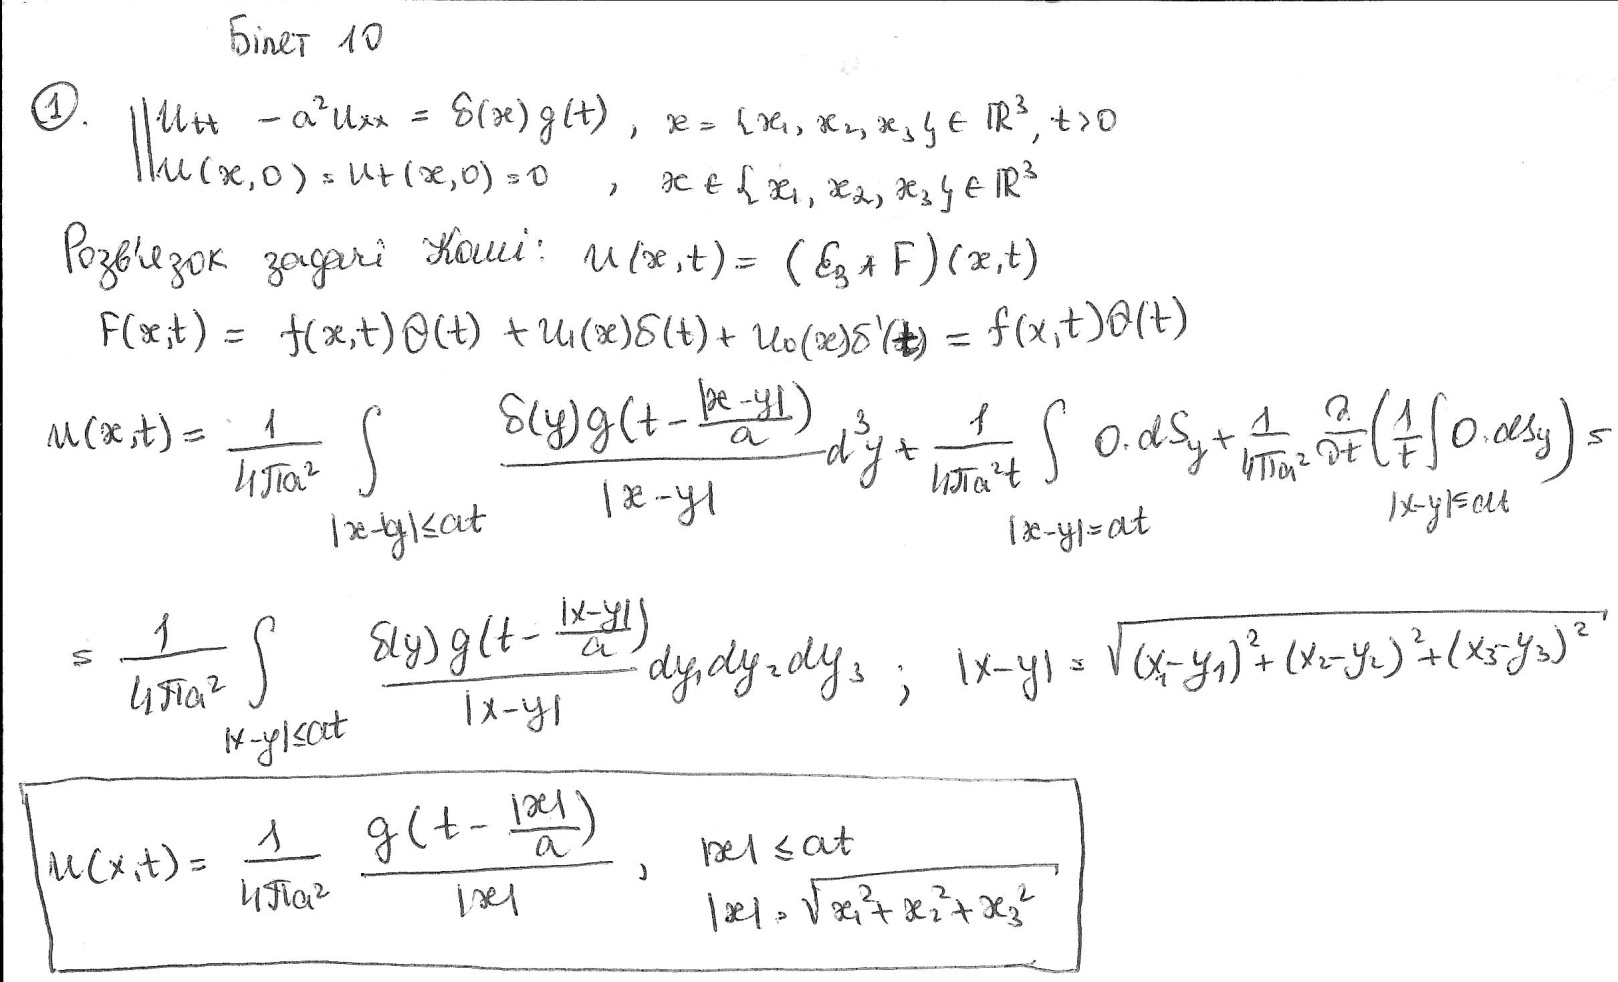 Білет 10
①. u_tt − a²u_xx = δ(x)g(t), x = {x₁, x₂, x₃} ∈ ℝ³, t>0
u(x,0) = u_t(x,0) = 0, x ∈ {x₁, x₂, x₃} ∈ ℝ³
Розв'язок задачі Коші: u(x,t) = (ℰ₃ * F)(x,t)
F(x,t) = f(x,t)θ(t) + u₁(x)δ(t) + u₀(x)δ'(t) = f(x,t)θ(t)
u(x,t) = 1/(4πa²) ∫_{|x-y|≤at} δ(y)g(t − |x-y|/a)/|x-y| d³y + 1/(4πa²t) ∫_{|x-y|=at} 0·dS_y + 1/(4πa²) ∂/∂t (1/t ∫_{|x-y|=at} 0·dS_y) =
= 1/(4πa²) ∫_{|x-y|≤at} δ(y)g(t − |x-y|/a)/|x-y| dy₁dy₂dy₃ ; |x-y| = √((x₁-y₁)² + (x₂-y₂)² + (x₃-y₃)²)
u(x,t) = 1/(4πa²) g(t − |x|/a)/|x| , |x| ≤ at
|x| = √(x₁² + x₂² + x₃²)